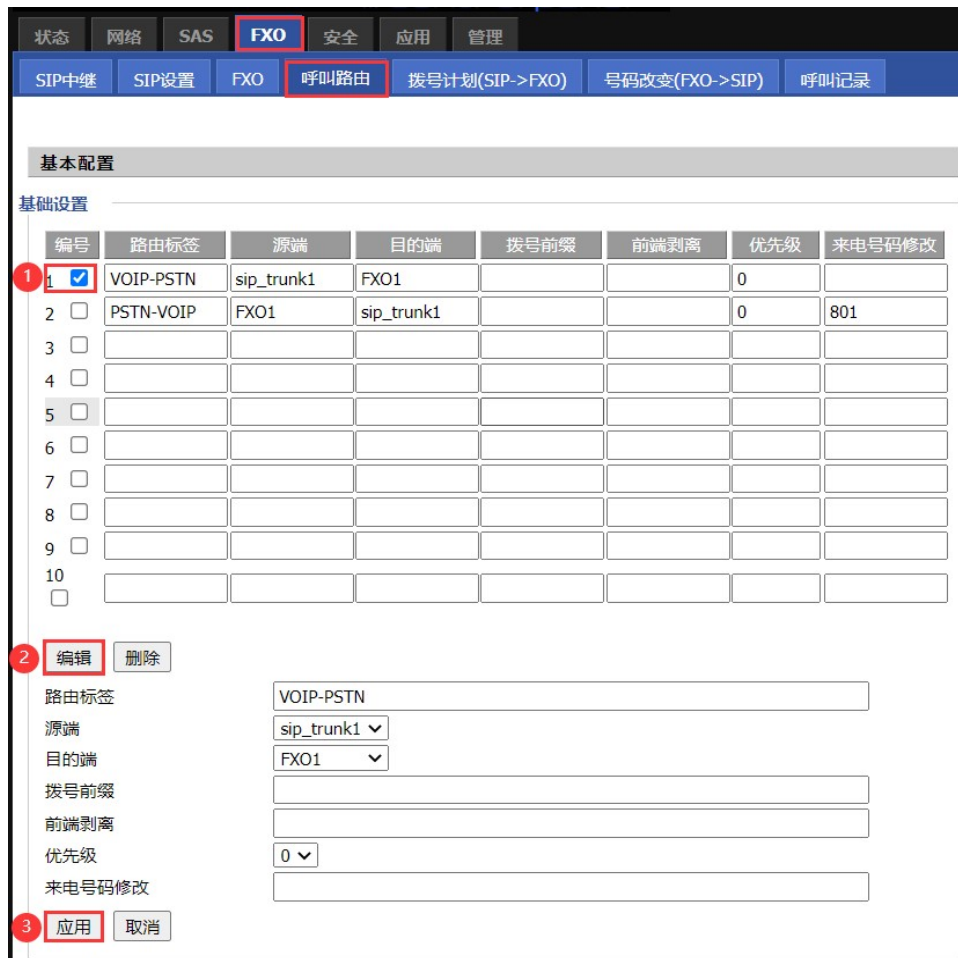 状态 网络 SAS FXO 安全 应用 管理
SIP中继 SIP设置 FXO 呼叫路由 拨号计划(SIP->FXO) 号码改变(FXO->SIP) 呼叫记录
基本配置
基础设置
编号 路由标签 源端 目的端 拨号前缀 前端剥离 优先级 来电号码修改
1 1 VOIP-PSTN sip_trunk1 FXO1 0
2 PSTN-VOIP FXO1 sip_trunk1 0 801
3
4
5
6
7
8
9
10
2 编辑 删除
路由标签 VOIP-PSTN
源端 sip_trunk1
目的端 FXO1
拨号前缀
前端剥离
优先级 0
来电号码修改
3 应用 取消